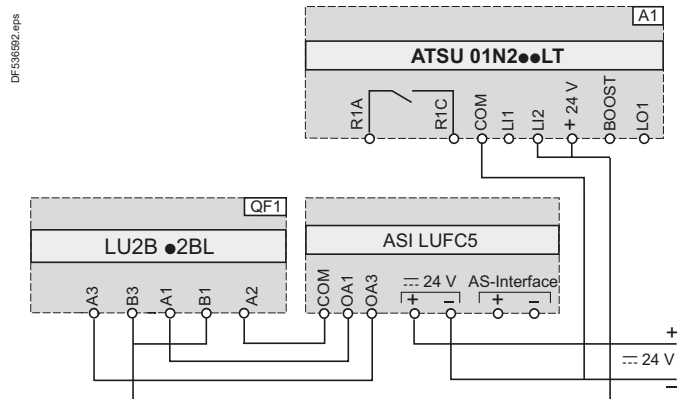 DF536592.eps
A1
ATSU 01N2●●LT
R1A R1C COM LI1 LI2 + 24 V BOOST LO1
QF1
LU2B ●2BL
ASI LUFC5
A3 B3 A1 B1 A2
COM OA1 OA3 ⎓ 24 V AS-Interface
+ – + –
+
⎓ 24 V
–